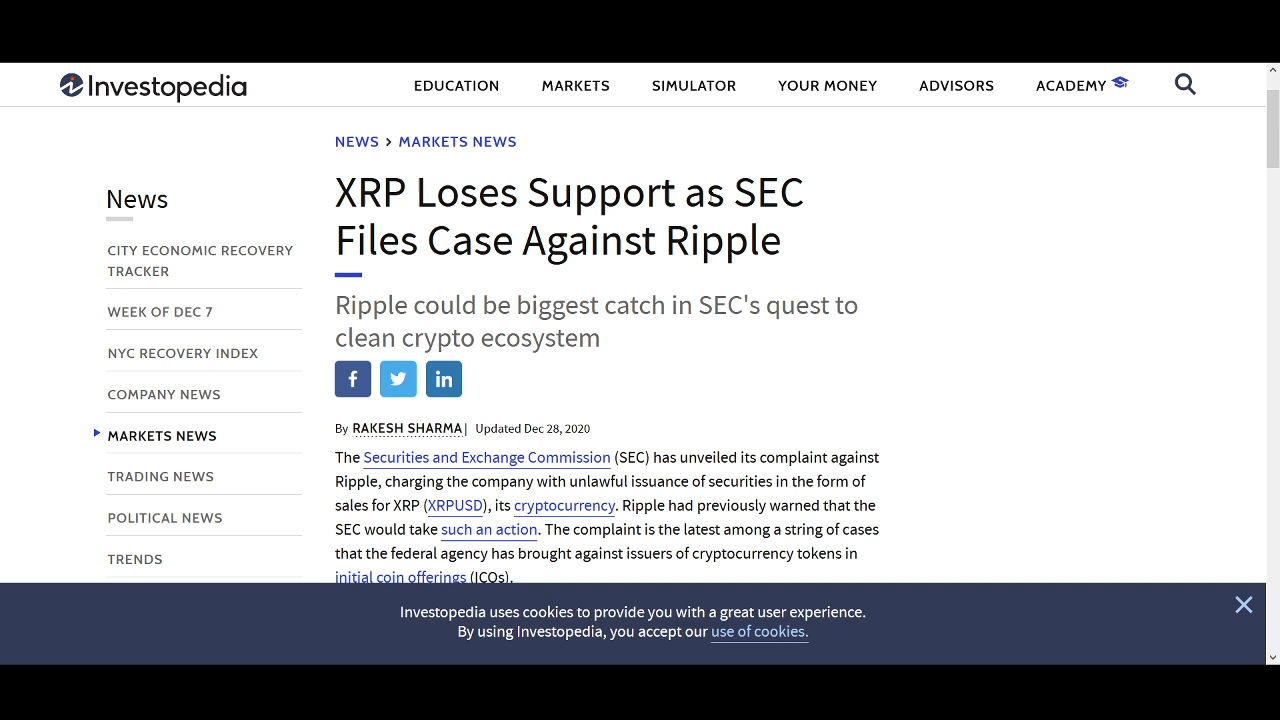 Investopedia
EDUCATION
MARKETS
SIMULATOR
YOUR MONEY
ADVISORS
ACADEMY
NEWS > MARKETS NEWS
News
CITY ECONOMIC RECOVERY
TRACKER
WEEK OF DEC 7
NYC RECOVERY INDEX
COMPANY NEWS
MARKETS NEWS
TRADING NEWS
POLITICAL NEWS
TRENDS
XRP Loses Support as SEC
Files Case Against Ripple
Ripple could be biggest catch in SEC's quest to
clean crypto ecosystem
By RAKESH SHARMA | Updated Dec 28, 2020
The Securities and Exchange Commission (SEC) has unveiled its complaint against
Ripple, charging the company with unlawful issuance of securities in the form of
sales for XRP (XRPUSD), its cryptocurrency. Ripple had previously warned that the
SEC would take such an action. The complaint is the latest among a string of cases
that the federal agency has brought against issuers of cryptocurrency tokens in
initial coin offerings (ICOs).
Investopedia uses cookies to provide you with a great user experience.
By using Investopedia, you accept our use of cookies.